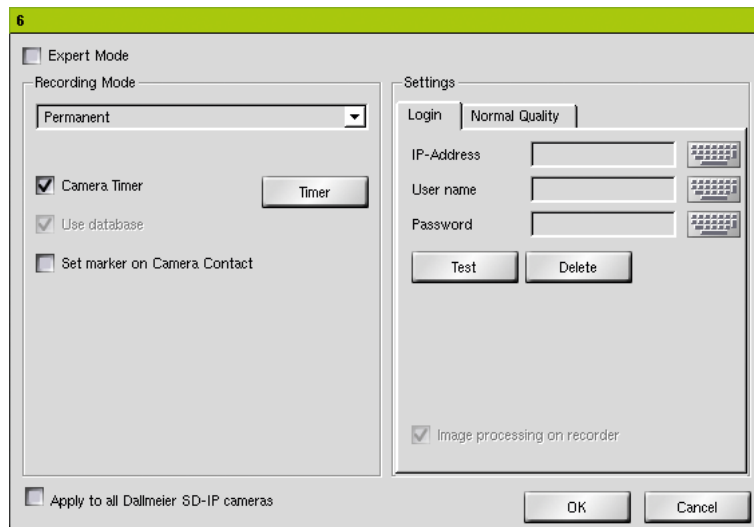 6
Expert Mode
Recording Mode
Permanent
Camera Timer
Timer
Use database
Set marker on Camera Contact
Settings
Login
Normal Quality
IP-Address
User name
Password
Test
Delete
Image processing on recorder
Apply to all Dallmeier SD-IP cameras
OK
Cancel